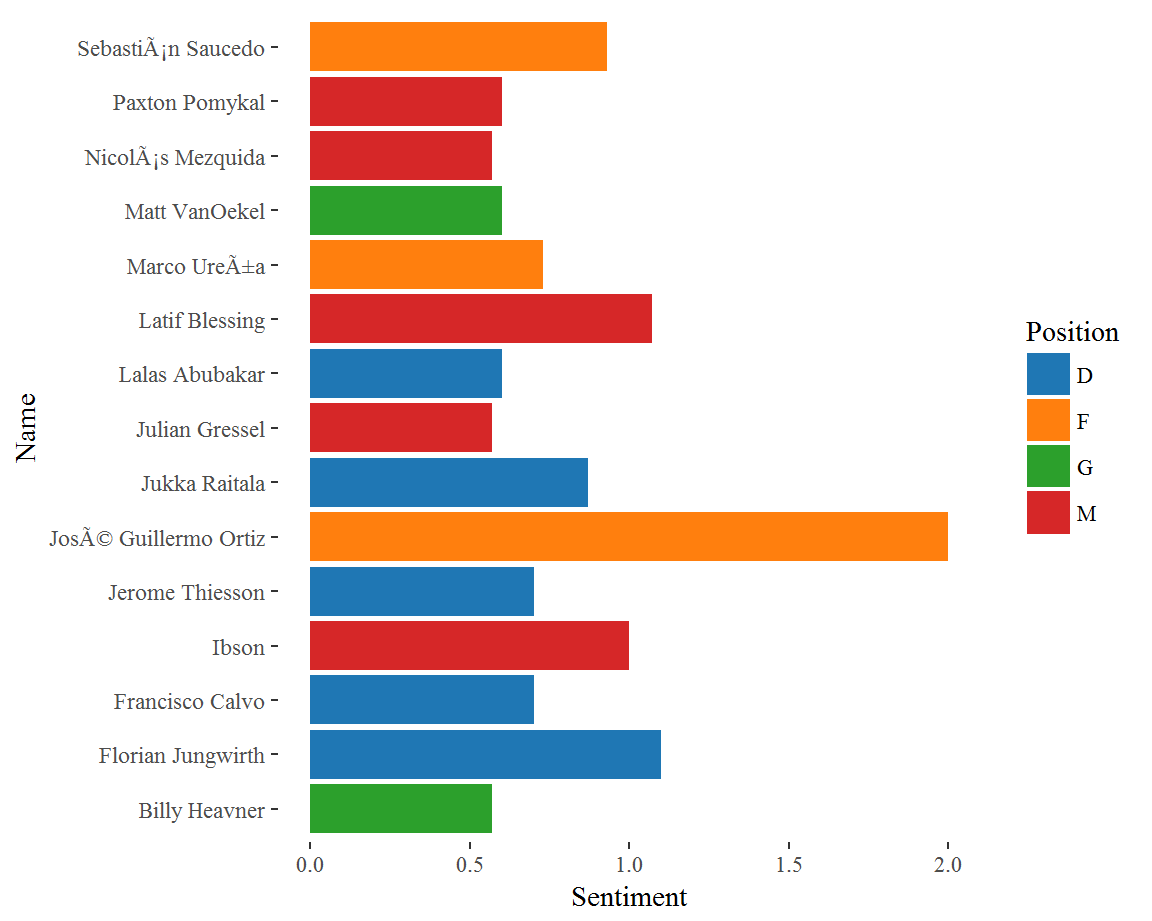 SebastiÃ¡n Saucedo
Paxton Pomykal
NicolÃ¡s Mezquida
Matt VanOekel
Marco UreÃ±a
Latif Blessing
Lalas Abubakar
Julian Gressel
Jukka Raitala
JosÃ© Guillermo Ortiz
Jerome Thiesson
Ibson
Francisco Calvo
Florian Jungwirth
Billy Heavner
Name
0.0 0.5 1.0 1.5 2.0
Sentiment
Position
D
F
G
M